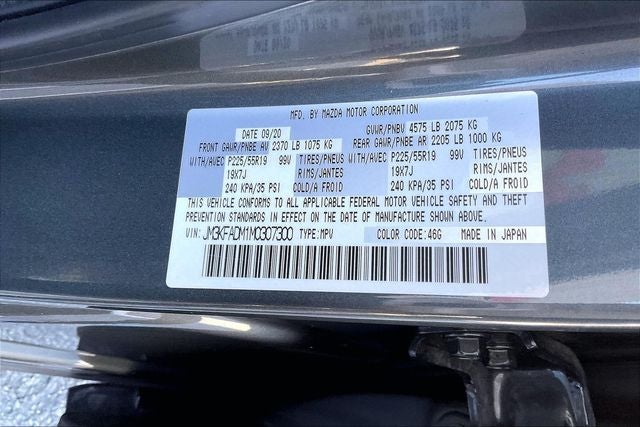 MFD. BY MAZDA MOTOR CORPORATION
DATE 09/20 GVWR/PNBV 4575 LB 2075 KG
FRONT GAWR/PNBE AV 2370 LB 1075 KG REAR GAWR/PNBE AR 2205 LB 1000 KG
WITH/AVEC P225/55R19 99V TIRES/PNEUS WITH/AVEC P225/55R19 99V TIRES/PNEUS
19X7J RIMS/JANTES 19X7J RIMS/JANTES
240 KPA/35 PSI COLD/A FROID 240 KPA/35 PSI COLD/A FROID
THIS VEHICLE CONFORMS TO ALL APPLICABLE FEDERAL MOTOR VEHICLE SAFETY AND THEFT
PREVENTION STANDARDS IN EFFECT ON THE DATE OF MANUFACTURE SHOWN ABOVE.
VIN: JM3KFADM1M0307300 TYPE:MPV COLOR CODE:46G MADE IN JAPAN